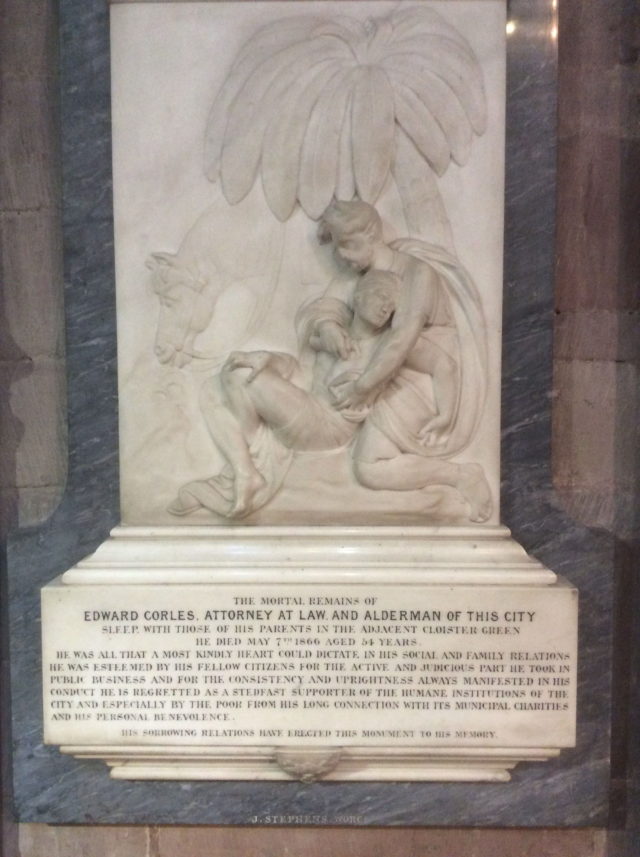 THE MORTAL REMAINS OF
EDWARD CORLES, ATTORNEY AT LAW, AND ALDERMAN OF THIS CITY
SLEEP, WITH THOSE OF HIS PARENTS IN THE ADJACENT CLOISTER GREEN
HE DIED MAY 7TH 1866 AGED 54 YEARS.
HE WAS ALL THAT A MOST KINDLY HEART COULD DICTATE IN HIS SOCIAL AND FAMILY RELATIONS
HE WAS ESTEEMED BY HIS FELLOW CITIZENS FOR THE ACTIVE AND JUDICIOUS PART HE TOOK IN
PUBLIC BUSINESS AND FOR THE CONSISTENCY AND UPRIGHTNESS ALWAYS MANIFESTED IN HIS
CONDUCT HE IS REGRETTED AS A STEDFAST SUPPORTER OF THE HUMANE INSTITUTIONS OF THE
CITY AND ESPECIALLY BY THE POOR FROM HIS LONG CONNECTION WITH ITS MUNICIPAL CHARITIES
AND HIS PERSONAL BENEVOLENCE.
HIS SORROWING RELATIONS HAVE ERECTED THIS MONUMENT TO HIS MEMORY.
J. STEPHENS, WORC